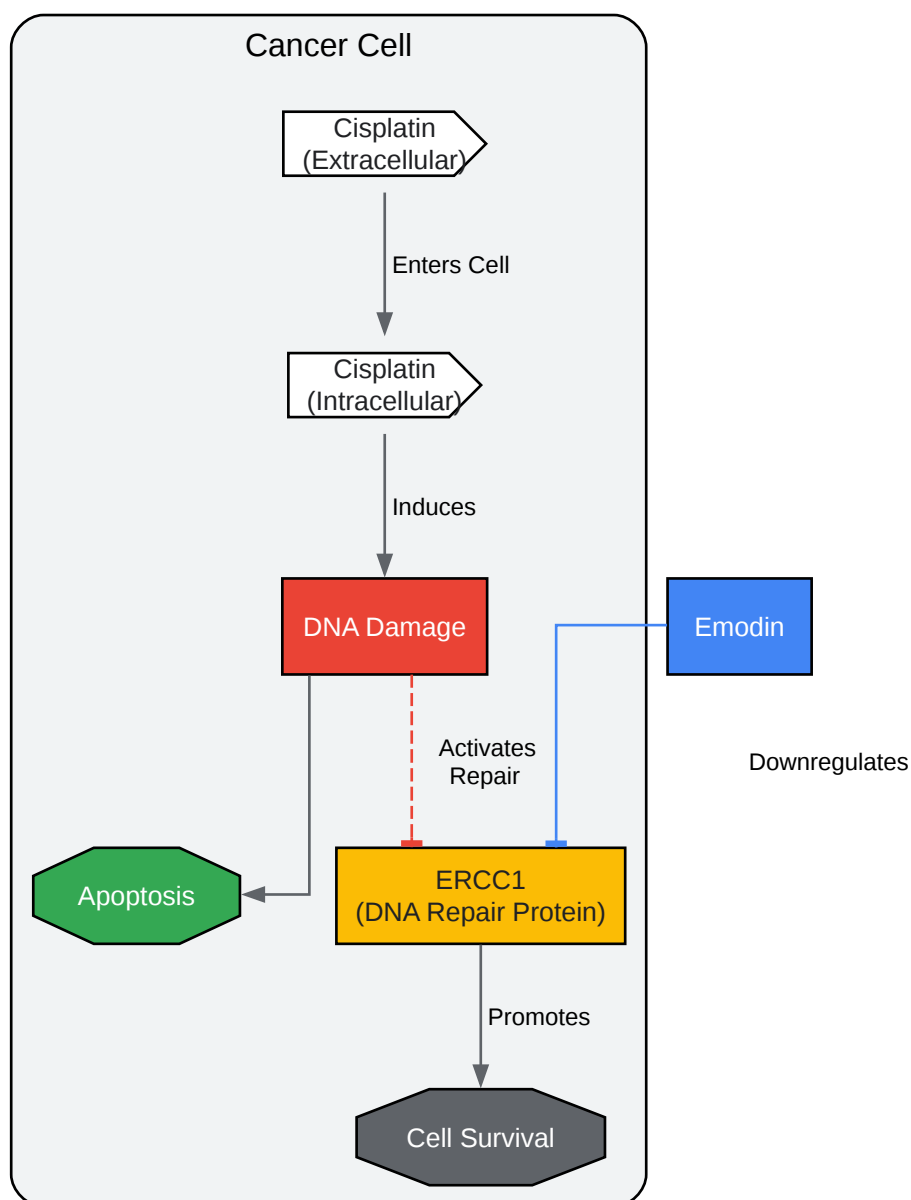 Cancer Cell
Cisplatin
(Extracellular)
Enters Cell
Cisplatin
(Intracellular)
Induces
DNA Damage
Emodin
Activates
Repair
Downregulates
Apoptosis
ERCC1
(DNA Repair Protein)
Promotes
Cell Survival